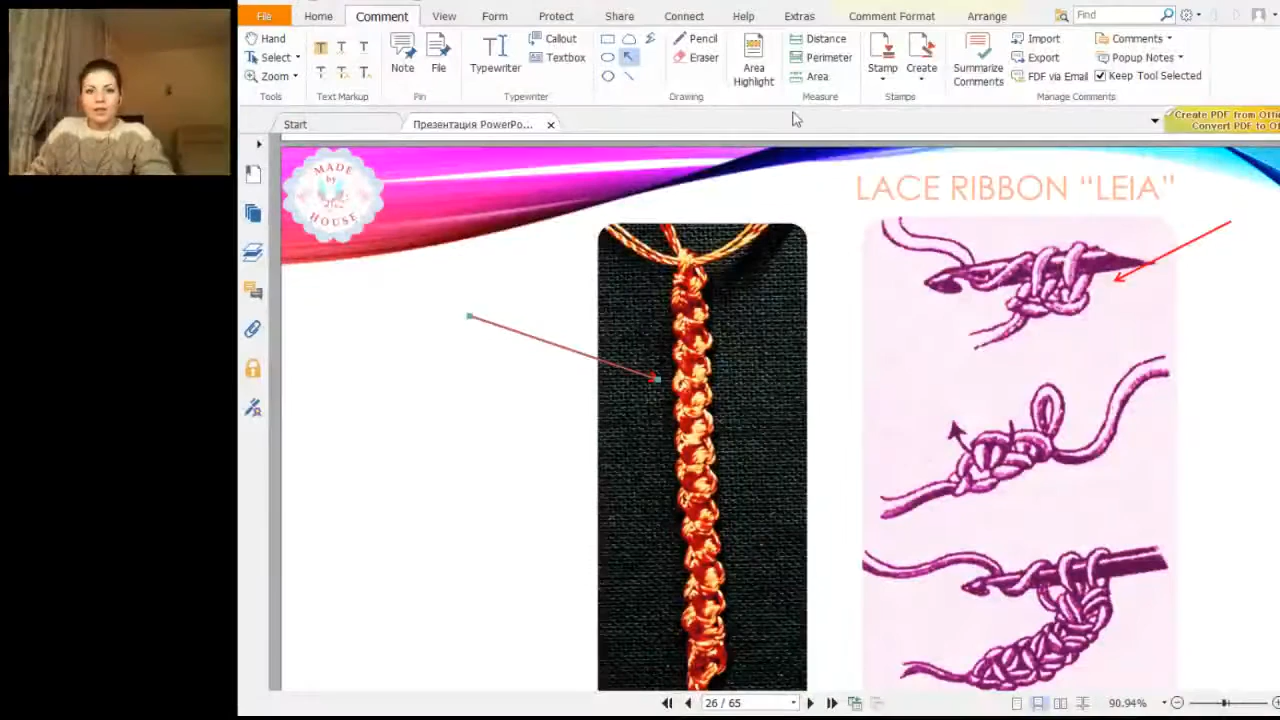 File Home Comment View Form Protect Share Connect Help Extras Comment Format Arrange Find
Hand
Select
Zoom
Tools
T T T
T T T
Text Markup
Note
File
Pin
Typewriter
Callout
Textbox
Typewriter
Pencil
Eraser
Drawing
Area
Highlight
Distance
Perimeter
Area
Measure
Stamp
Create
Stamps
Summarize
Comments
Import
Export
FDF via Email
Comments
Popup Notes
Keep Tool Selected
Manage Comments
Start
Презентация PowerPo...
Create PDF from Offi
Convert PDF to Of
MADE
HOUSE
LACE RIBBON “LEIA”
26 / 65
90.94%